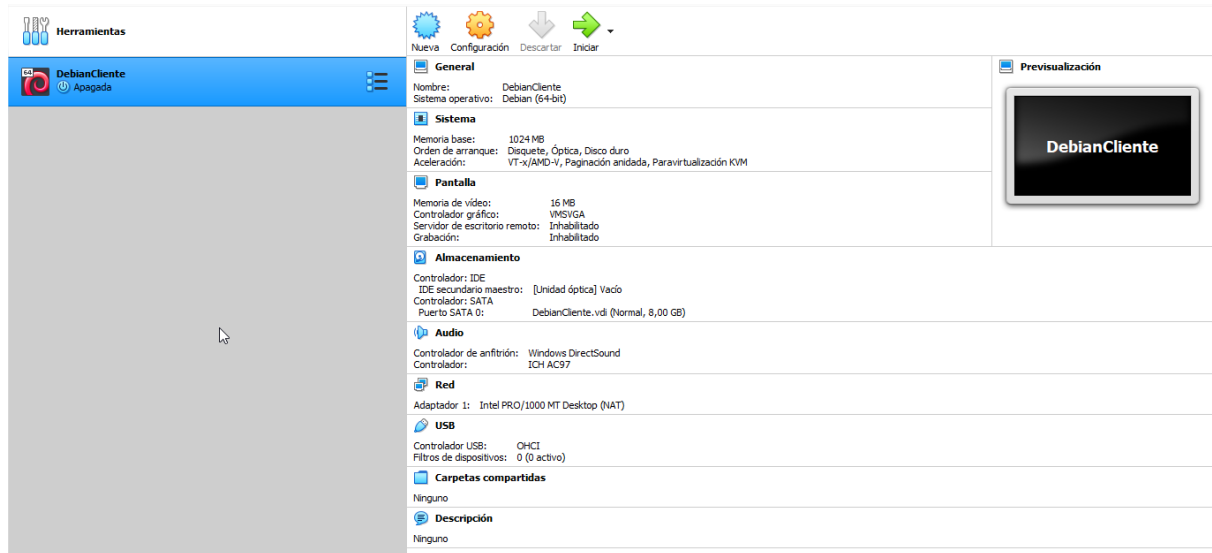 Herramientas
64
DebianCliente
Apagada
Nueva Configuración Descartar Iniciar
General
Nombre: DebianCliente
Sistema operativo: Debian (64-bit)
Sistema
Memoria base: 1024 MB
Orden de arranque: Disquete, Óptica, Disco duro
Aceleración: VT-x/AMD-V, Paginación anidada, Paravirtualización KVM
Pantalla
Memoria de vídeo: 16 MB
Controlador gráfico: VMSVGA
Servidor de escritorio remoto: Inhabilitado
Grabación: Inhabilitado
Previsualización
DebianCliente
Almacenamiento
Controlador: IDE
IDE secundario maestro: [Unidad óptica] Vacío
Controlador: SATA
Puerto SATA 0: DebianCliente.vdi (Normal, 8,00 GB)
Audio
Controlador de anfitrión: Windows DirectSound
Controlador: ICH AC97
Red
Adaptador 1: Intel PRO/1000 MT Desktop (NAT)
USB
Controlador USB: OHCI
Filtros de dispositivos: 0 (0 activo)
Carpetas compartidas
Ninguno
Descripción
Ninguno